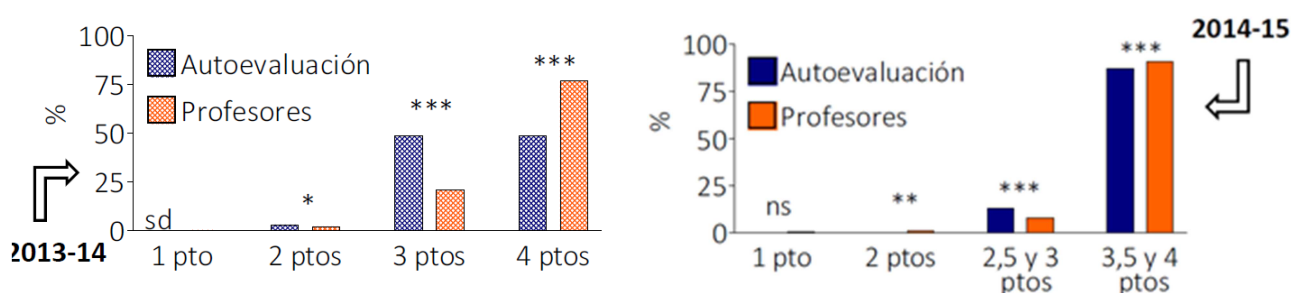 100
75
50
25
0
%
Autoevaluación
Profesores
sd
*
***
***
1 pto
2 ptos
3 ptos
4 ptos
2013-14
2014-15
100
75
50
25
0
%
Autoevaluación
Profesores
ns
**
***
***
1 pto
2 ptos
2,5 y 3
ptos
3,5 y 4
ptos